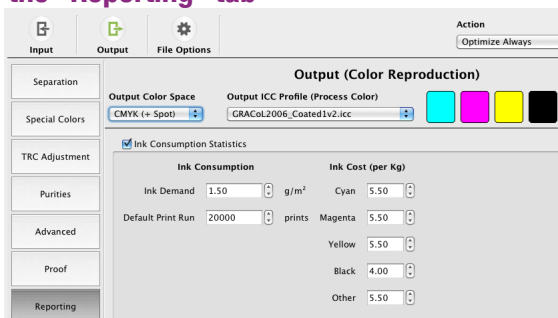 the "Reporting" tab
Action
Input Output File Options
Optimize Always
Output (Color Reproduction)
Separation
Output Color Space Output ICC Profile (Process Color)
CMYK (+ Spot) GRACoL2006_Coated1v2.icc
Special Colors
Ink Consumption Statistics
TRC Adjustment
Ink Consumption Ink Cost (per Kg)
Purities
Ink Demand 1.50 g/m² Cyan 5.50
Default Print Run 20000 prints Magenta 5.50
Advanced
Yellow 5.50
Proof
Black 4.00
Reporting
Other 5.50